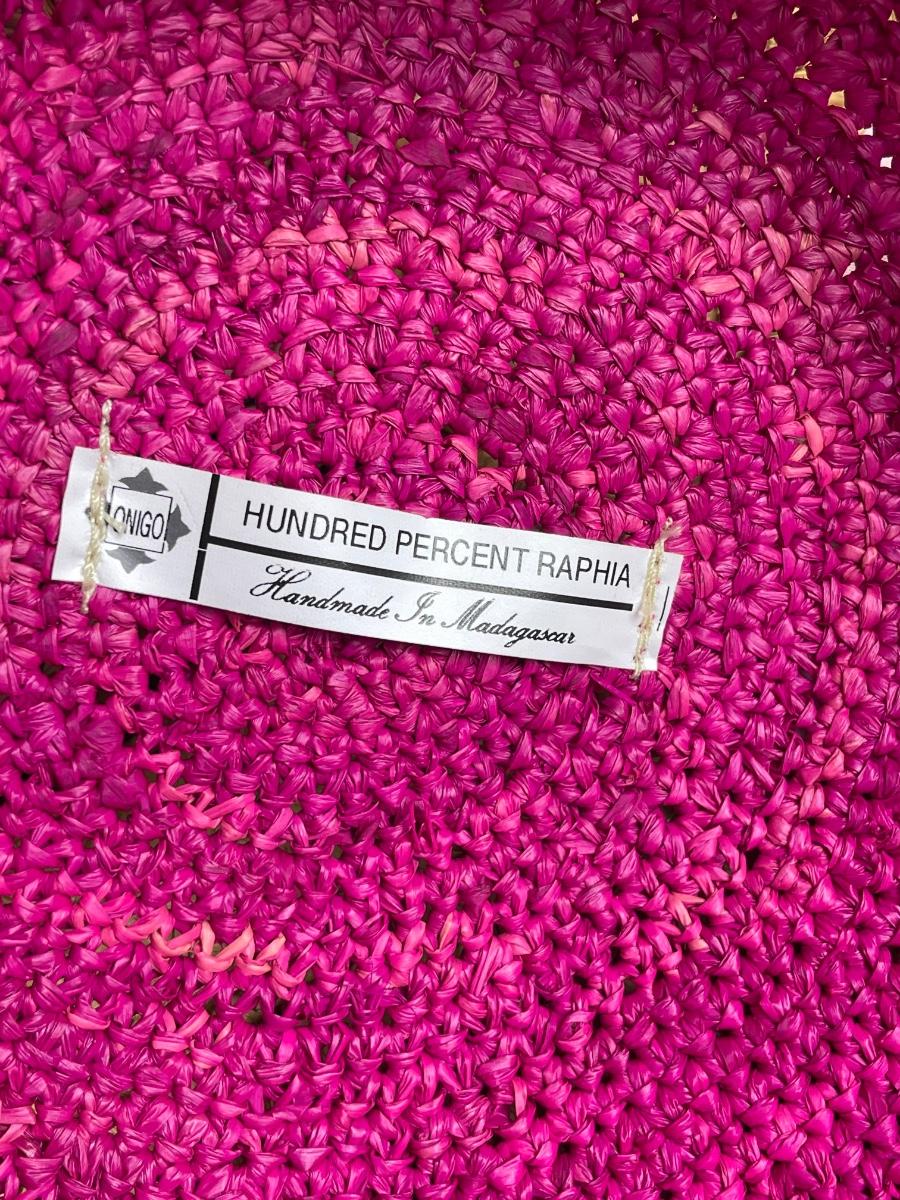 ONIGO
HUNDRED PERCENT RAPHIA
Handmade In Madagascar